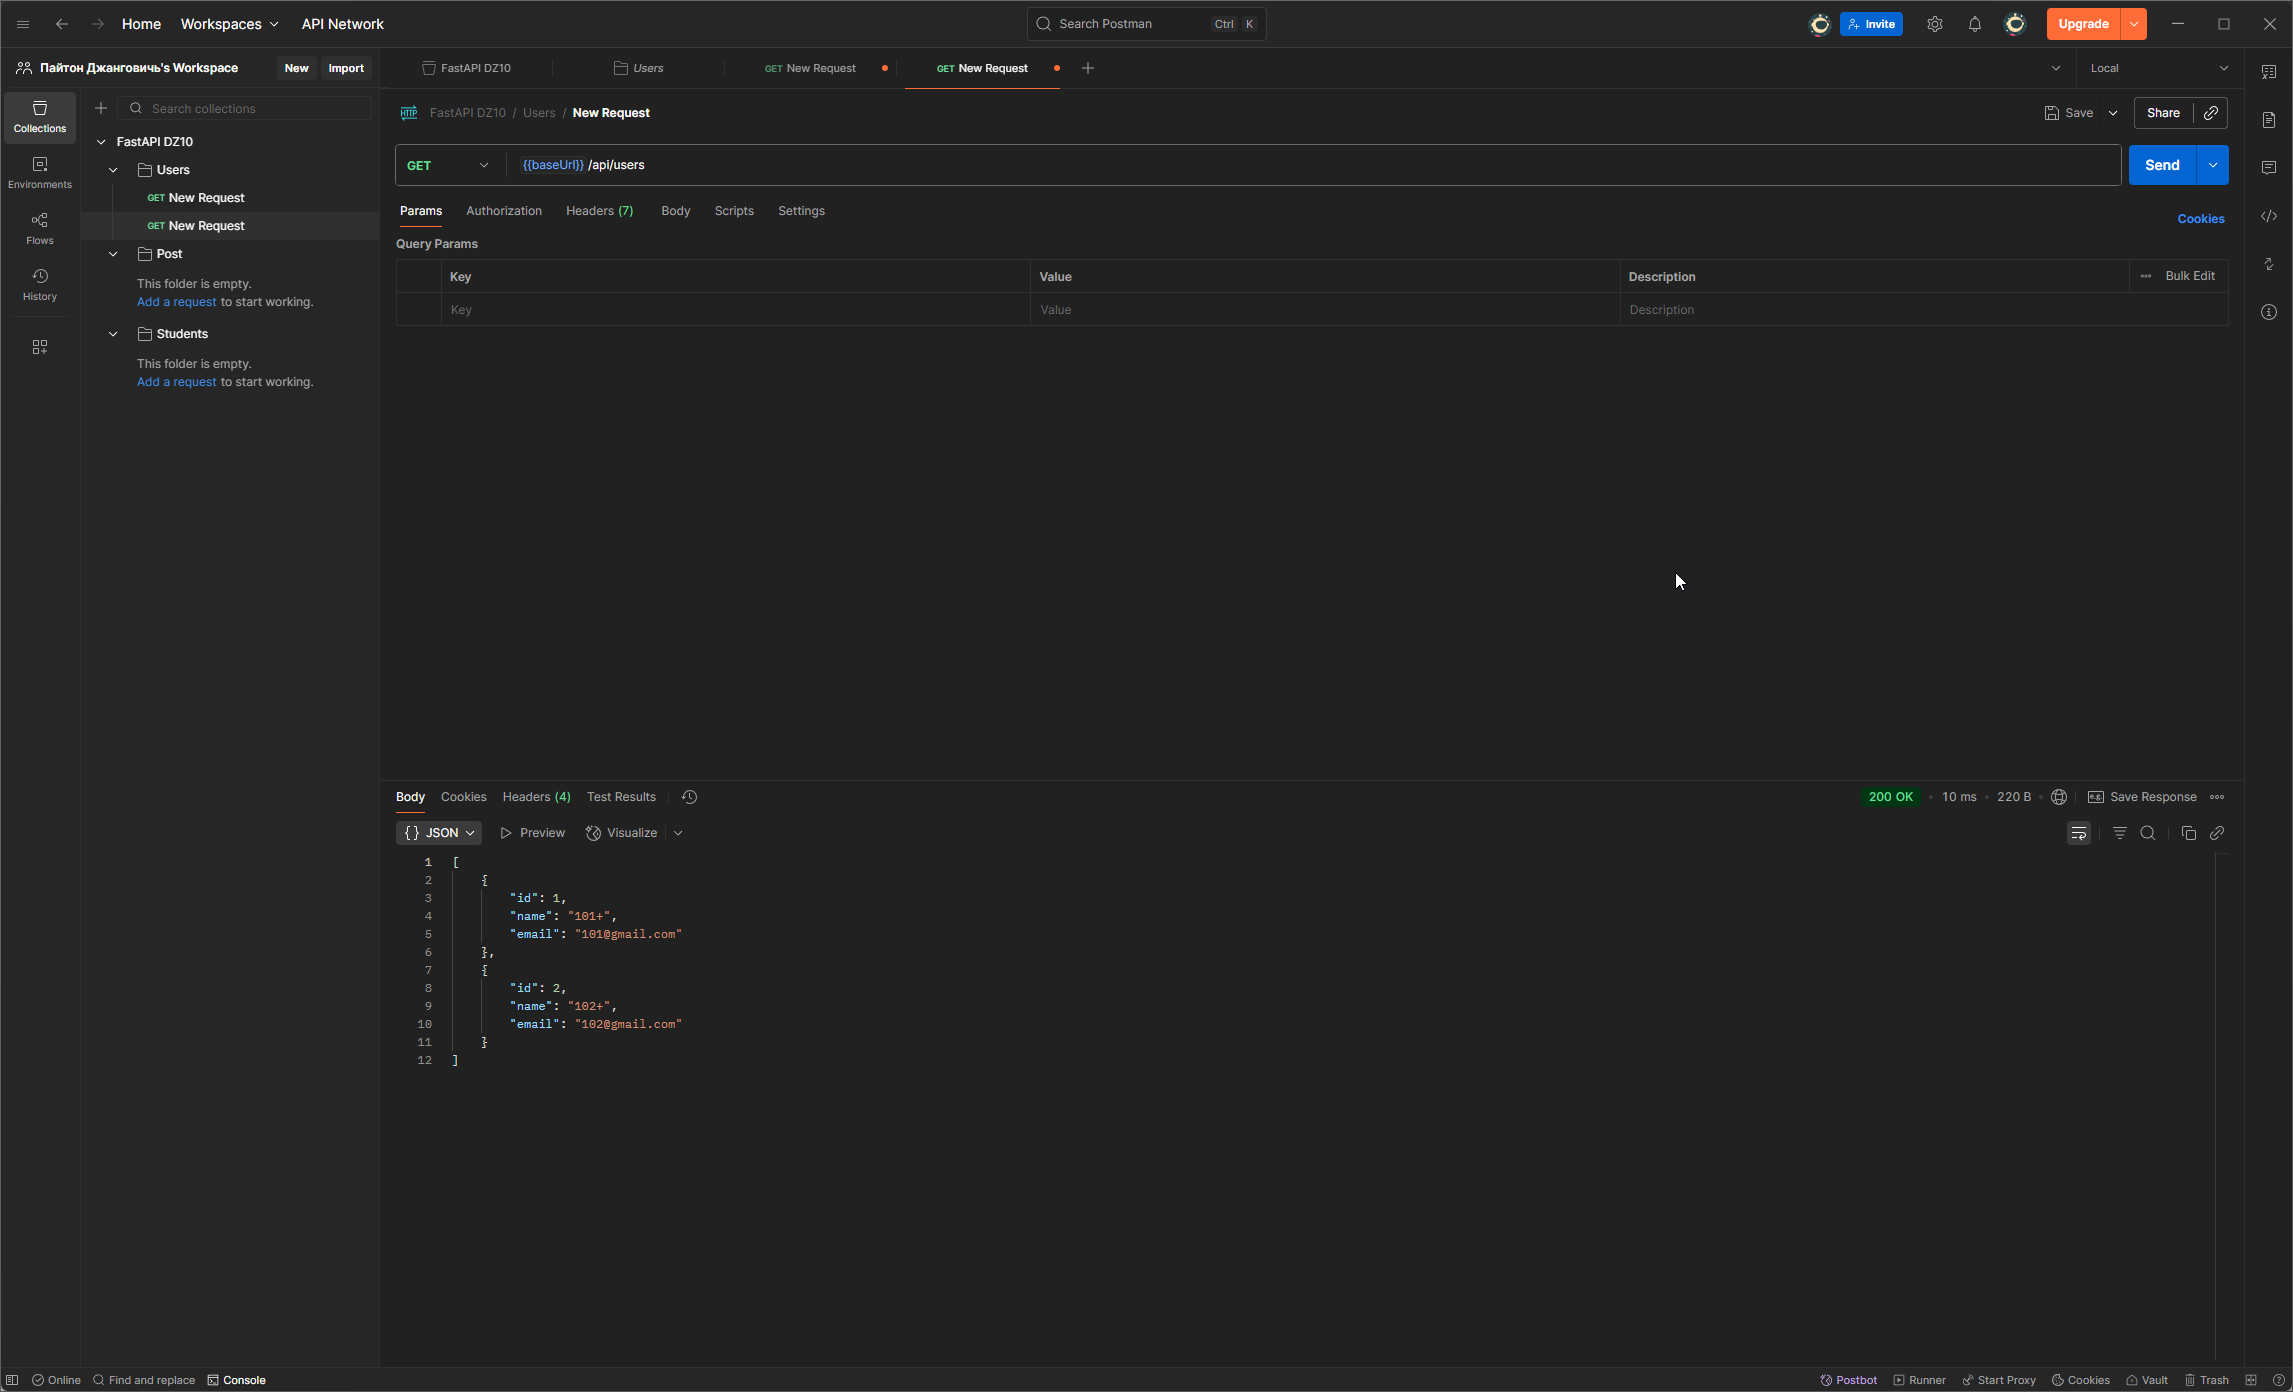 Home Workspaces API Network Search Postman Ctrl K Invite Upgrade
Пайтон Джанговичь's Workspace New Import FastAPI DZ10 Users GET New Request GET New Request Local
Collections
Environments
Flows
History
Search collections
FastAPI DZ10
Users
GET New Request
GET New Request
Post
This folder is empty.
Add a request to start working.
Students
This folder is empty.
Add a request to start working.
HTTP FastAPI DZ10 / Users / New Request Save Share
GET {{baseUrl}} /api/users Send
Params Authorization Headers (7) Body Scripts Settings Cookies
Query Params
Key Value Description Bulk Edit
Key Value Description
Body Cookies Headers (4) Test Results 200 OK 10 ms 220 B e.g. Save Response
{} JSON Preview Visualize
1 [
2 {
3 "id": 1,
4 "name": "101+",
5 "email": "101@gmail.com"
6 },
7 {
8 "id": 2,
9 "name": "102+",
10 "email": "102@gmail.com"
11 }
12 ]
Online Find and replace Console Postbot Runner Start Proxy Cookies Vault Trash